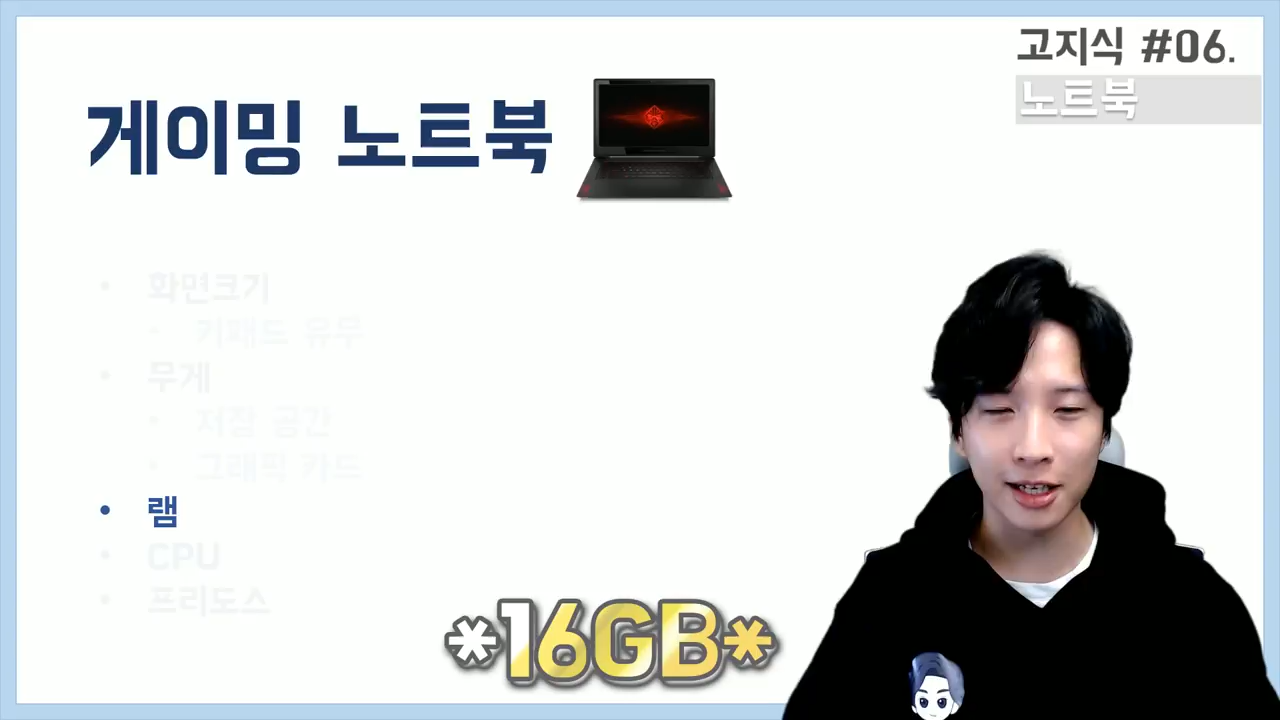 고지식 #06.
노트북
게이밍 노트북
• 화면크기
• 키패드 유무
• 무게
• 저장 공간
• 그래픽 카드
• 램
• CPU
• 프리도스
*16GB*